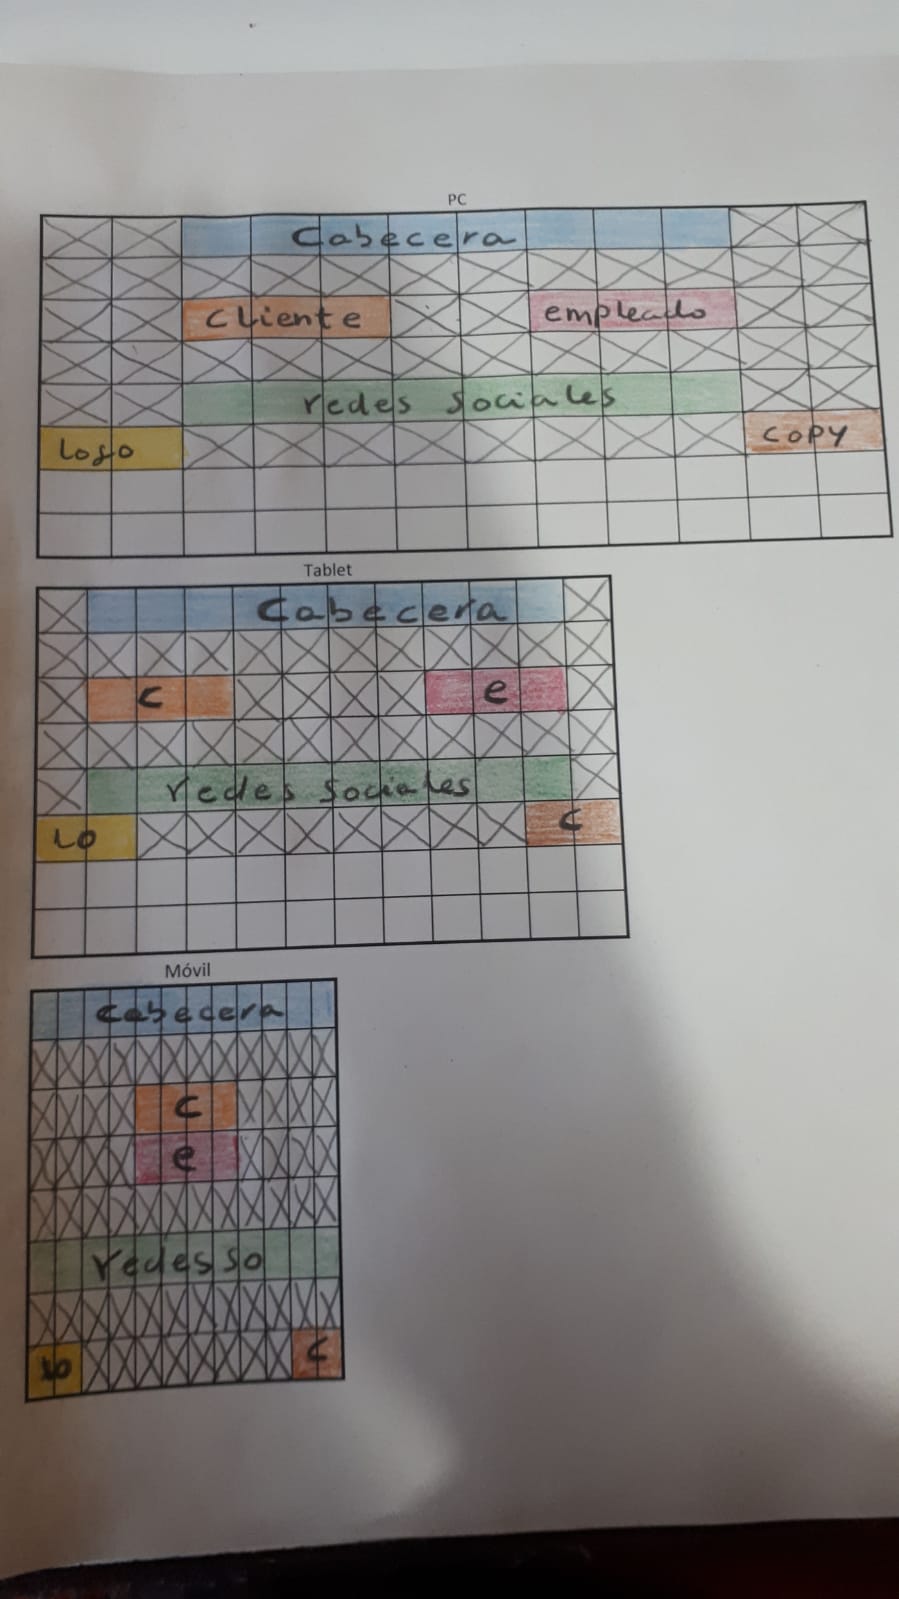 PC
Cabecera
cliente empleado
redes sociales
COPY
Logo
Tablet
Cabecera
C e
redes sociales
LO C
Móvil
Cabecera
C
e
redes so
Lo C